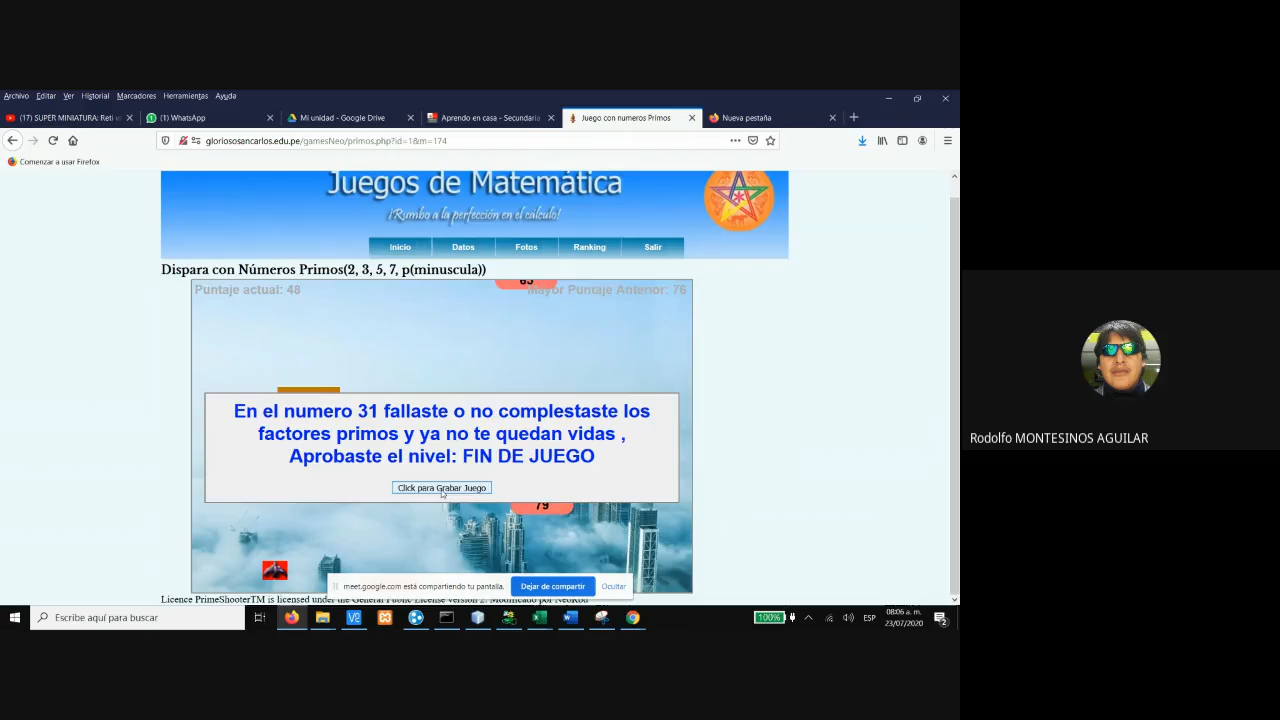 Archivo Editar Ver Historial Marcadores Herramientas Ayuda
(17) SUPER MINIATURA: Reti v
(1) WhatsApp
Mi unidad - Google Drive
Aprendo en casa - Secundaria
Juego con numeros Primos
Nueva pestaña
gloriososancarlos.edu.pe/gamesNeo/primos.php?id=1&m=174
Comenzar a usar Firefox
Juegos de Matemática
¡Rumbo a la perfección en el cálculo!
Inicio Datos Fotos Ranking Salir
Dispara con Números Primos(2, 3, 5, 7, p(minuscula))
65
Puntaje actual: 48
Mayor Puntaje Anterior: 76
En el numero 31 fallaste o no complestaste los
factores primos y ya no te quedan vidas ,
Aprobaste el nivel: FIN DE JUEGO
Click para Grabar Juego
79
Rodolfo MONTESINOS AGUILAR
meet.google.com está compartiendo tu pantalla.
Dejar de compartir
Ocultar
Licence PrimeShooterTM is licensed under the General Public License version 2. Modificado por NeoRod
Escribe aquí para buscar
100%
ESP
08:06 a. m.
23/07/2020
2